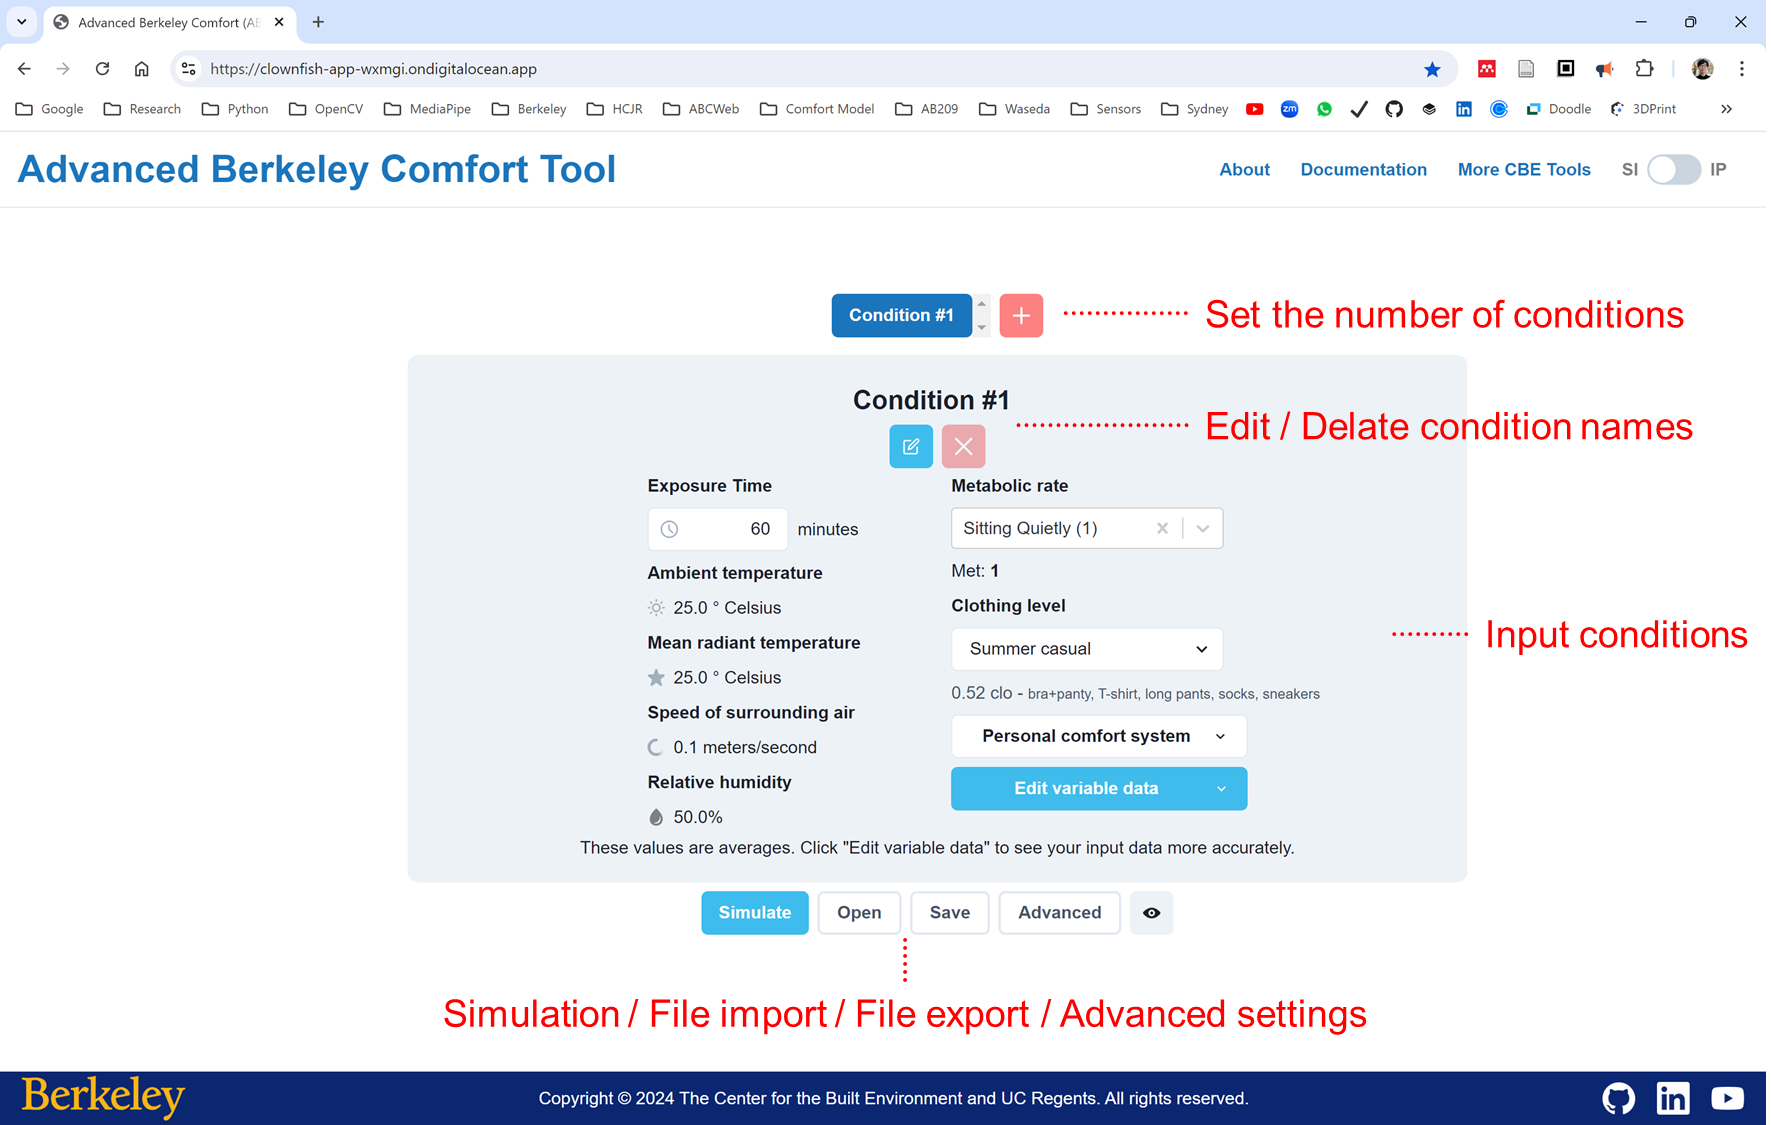 Advanced Berkeley Comfort (AB
https://clownfish-app-wxmgi.ondigitalocean.app
Google Research Python OpenCV MediaPipe Berkeley HCJR ABCWeb Comfort Model AB209 Waseda Sensors Sydney zm Doodle 3DPrint
Advanced Berkeley Comfort Tool
About Documentation More CBE Tools SI IP
Condition #1 + Set the number of conditions
Condition #1
Edit / Delate condition names
Exposure Time
60 minutes
Ambient temperature
25.0 ° Celsius
Mean radiant temperature
25.0 ° Celsius
Speed of surrounding air
0.1 meters/second
Relative humidity
50.0%
Metabolic rate
Sitting Quietly (1)
Met: 1
Clothing level
Summer casual
0.52 clo - bra+panty, T-shirt, long pants, socks, sneakers
Personal comfort system
Edit variable data
Input conditions
These values are averages. Click "Edit variable data" to see your input data more accurately.
Simulate Open Save Advanced
Simulation / File import / File export / Advanced settings
Berkeley
Copyright © 2024 The Center for the Built Environment and UC Regents. All rights reserved.
in